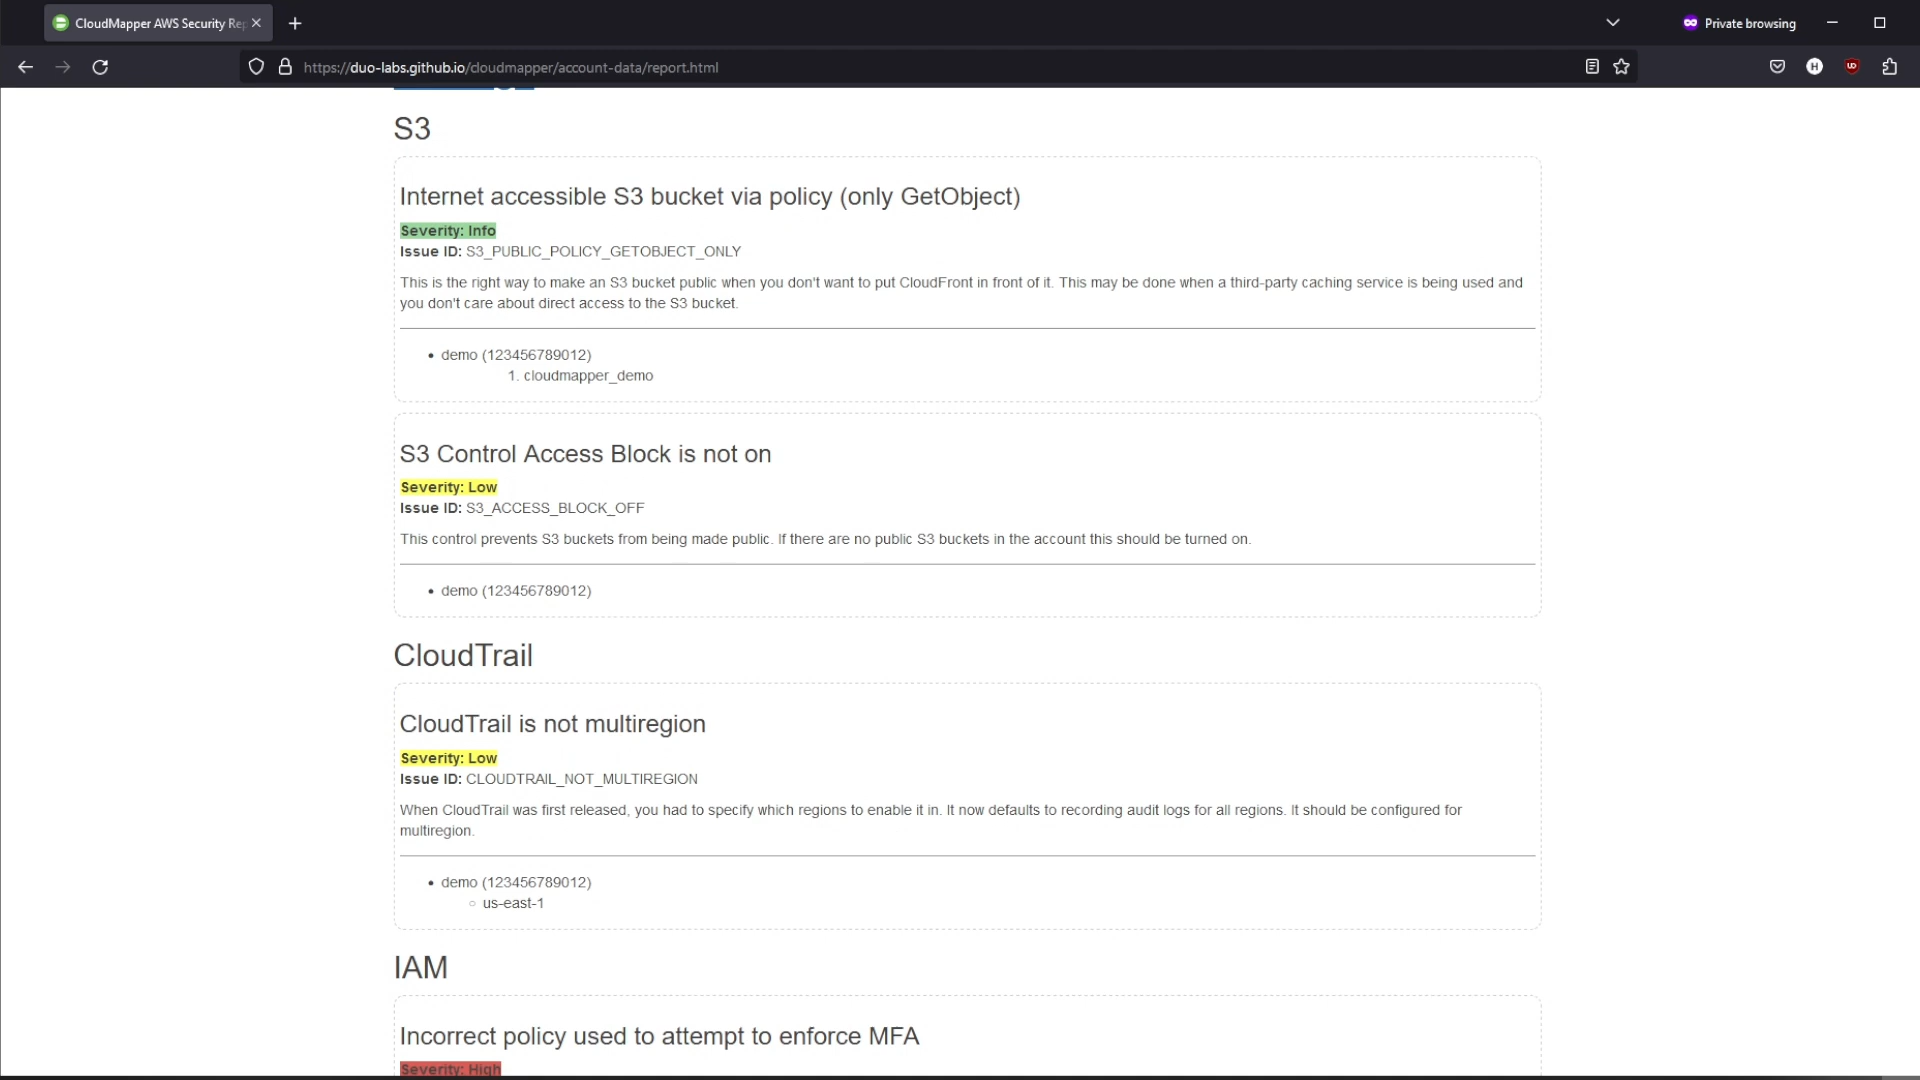 CloudMapper AWS Security Rep
Private browsing
https://duo-labs.github.io/cloudmapper/account-data/report.html
S3
Internet accessible S3 bucket via policy (only GetObject)
Severity: Info
Issue ID: S3_PUBLIC_POLICY_GETOBJECT_ONLY
This is the right way to make an S3 bucket public when you don't want to put CloudFront in front of it. This may be done when a third-party caching service is being used and
you don't care about direct access to the S3 bucket.
• demo (123456789012)
1. cloudmapper_demo
S3 Control Access Block is not on
Severity: Low
Issue ID: S3_ACCESS_BLOCK_OFF
This control prevents S3 buckets from being made public. If there are no public S3 buckets in the account this should be turned on.
• demo (123456789012)
CloudTrail
CloudTrail is not multiregion
Severity: Low
Issue ID: CLOUDTRAIL_NOT_MULTIREGION
When CloudTrail was first released, you had to specify which regions to enable it in. It now defaults to recording audit logs for all regions. It should be configured for
multiregion.
• demo (123456789012)
○ us-east-1
IAM
Incorrect policy used to attempt to enforce MFA
Severity: High